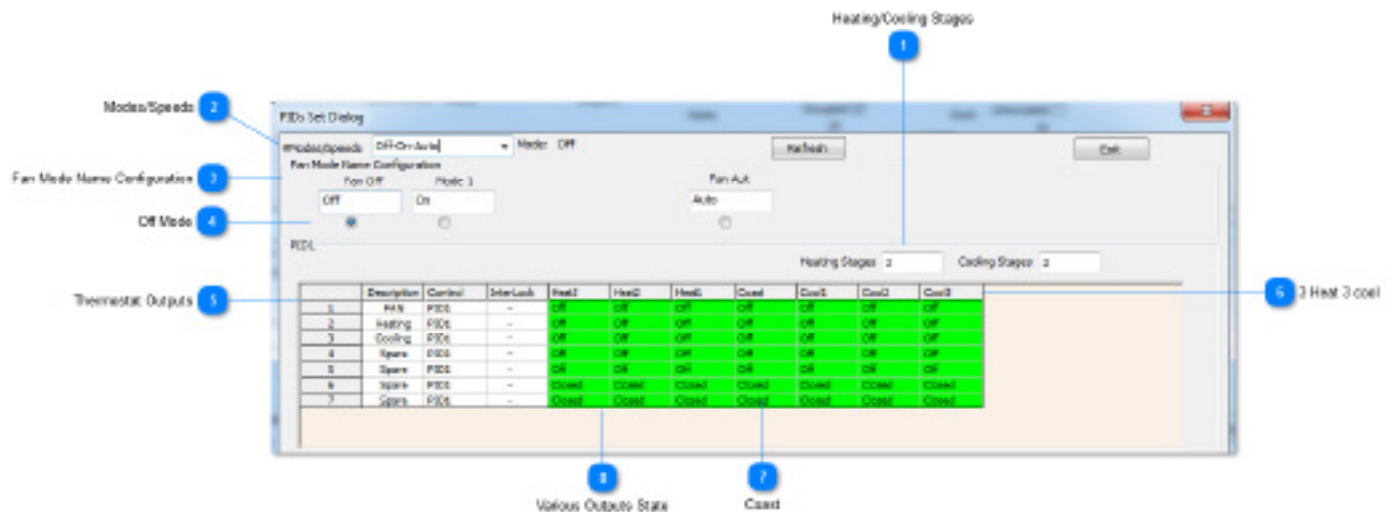 Heating/Cooling Stages
1
Modes/Speeds 2
PIDs Set Dialog
Off-On-Auto Mode: Off Refresh Exit
Fan Mode Name Configuration 3
Fan Mode Name Configuration
Fan Off Mode 1 Fan Aut
Off On Auto
Off Mode 4
PID1
Heating Stages Cooling Stages
Thermostat Outputs 5
6 3 Heat 3 cool
Description Control InterLock Heat3 Heat2 Heat1 Coast Cool1 Cool2 Cool3
1 FAN PID1 - Off Off Off Off Off Off Off
2 Heating PID1 - Off Off Off Off Off Off Off
3 Cooling PID1 - Off Off Off Off Off Off Off
4 Spare PID1 - Off Off Off Off Off Off Off
5 Spare PID1 - Off Off Off Off Off Off Off
6 Spare PID1 - Closed Closed Closed Closed Closed Closed Closed
7 Spare PID1 - Closed Closed Closed Closed Closed Closed Closed
8 7
Various Outputs State Coast